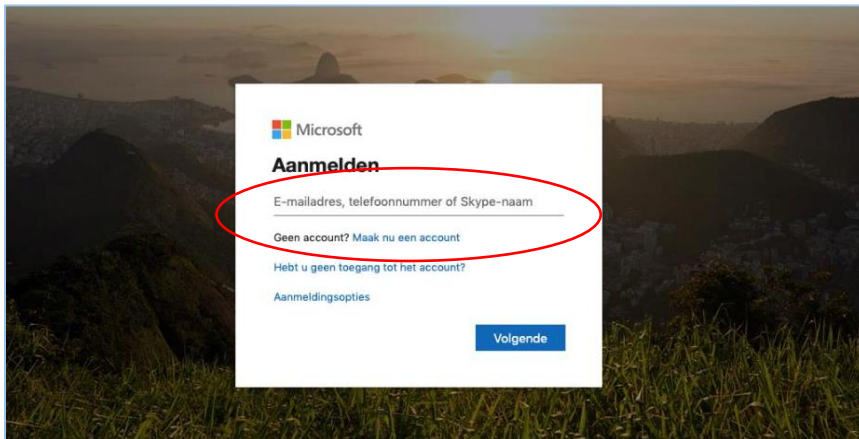 Microsoft
Aanmelden
E-mailadres, telefoonnummer of Skype-naam
Geen account? Maak nu een account
Hebt u geen toegang tot het account?
Aanmeldingsopties
Volgende